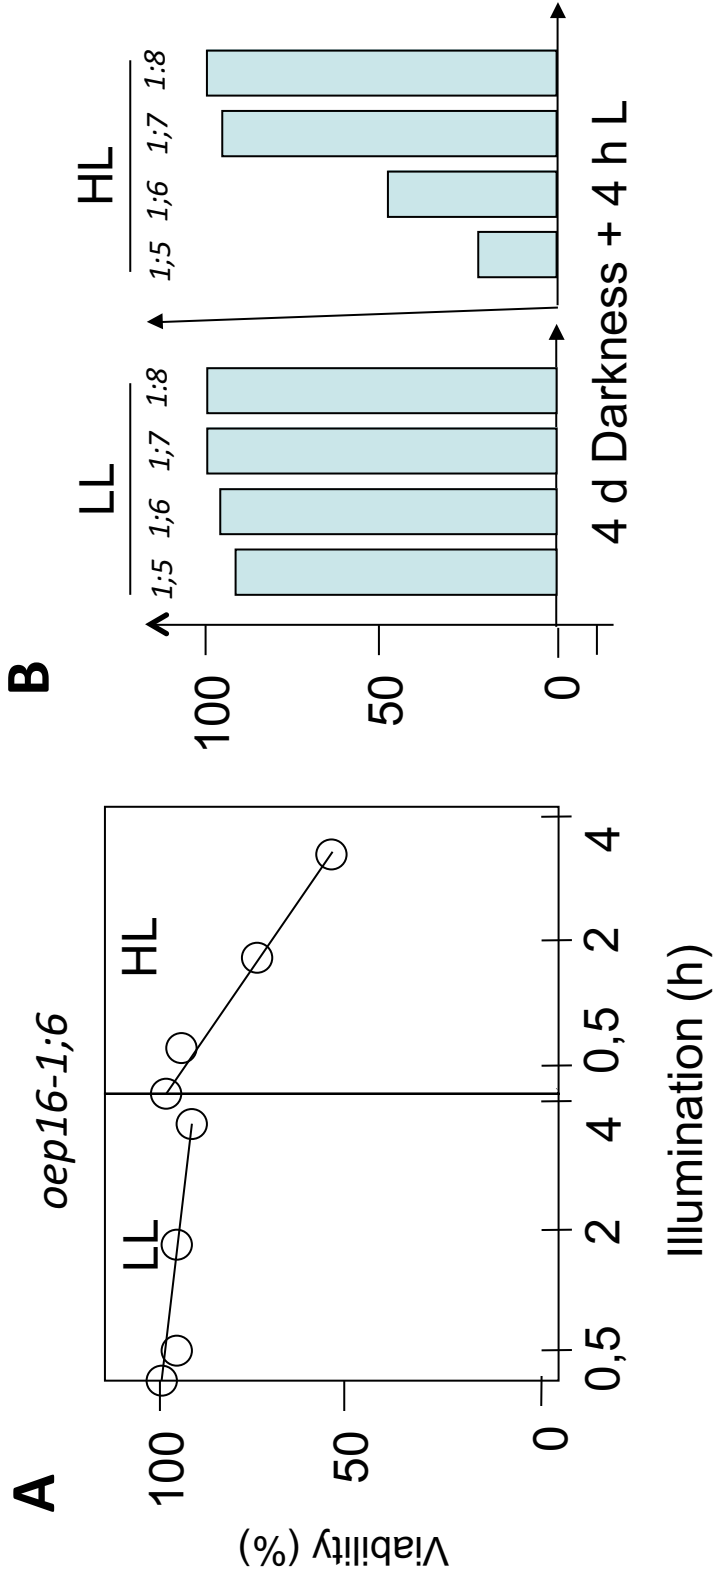 A
oep16-1;6
LL
HL
100
50
0
Viability (%)
0,5 2 4 0,5 2 4
Illumination (h)
B
LL
HL
1;5 1;6 1;7 1:8 1;5 1;6 1;7 1:8
100
50
0
4 d Darkness + 4 h L